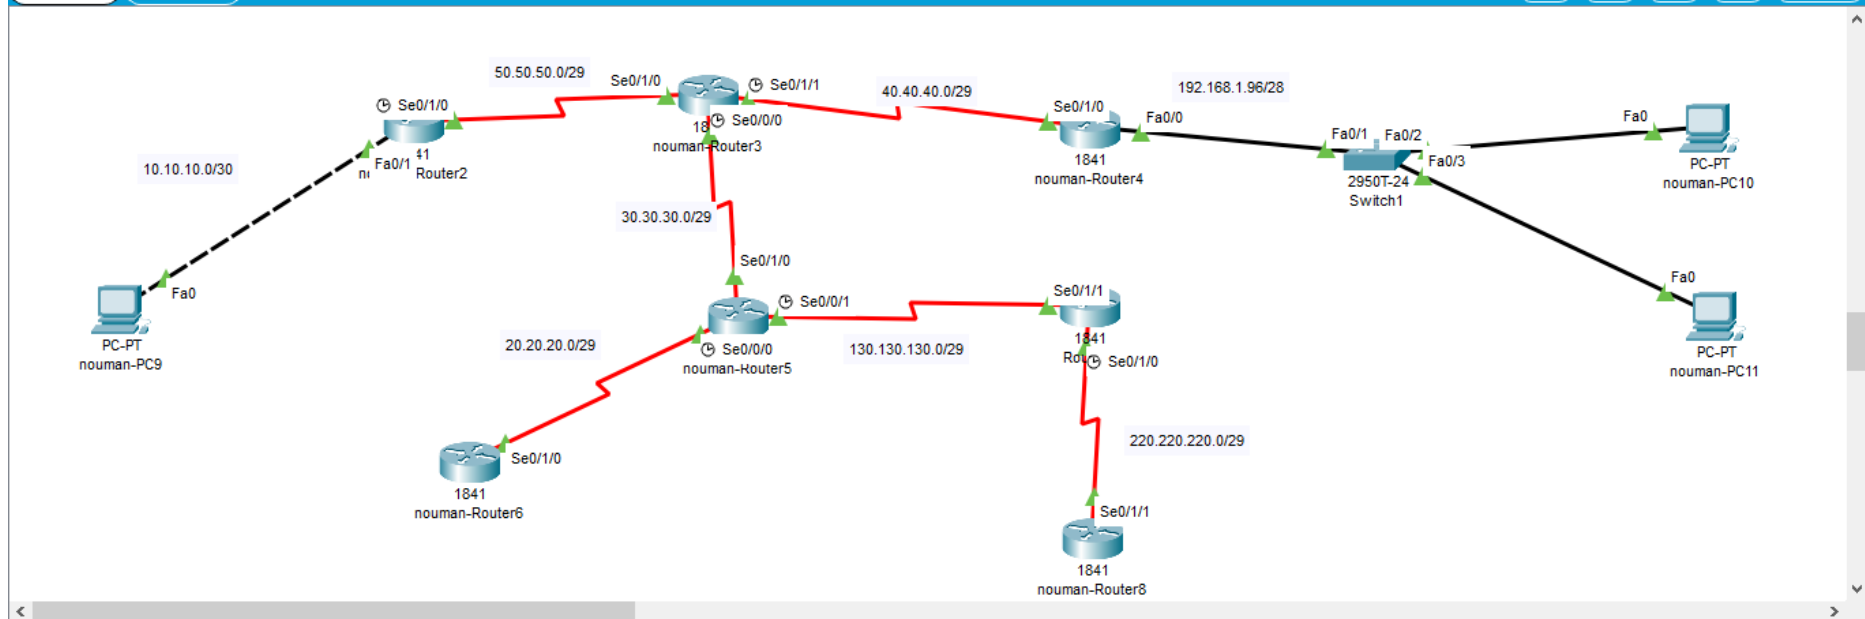 50.50.50.0/29
Se0/1/0
Se0/1/1
40.40.40.0/29
192.168.1.96/28
Se0/1/0
Se0/0/0
18
nouman-Router3
Se0/1/0
Fa0/0
1841
nouman-Router4
Fa0/1
Fa0/2
Fa0/3
2950T-24
Switch1
Fa0
PC-PT
nouman-PC10
10.10.10.0/30
Fa0/1
41
Router2
30.30.30.0/29
Se0/1/0
Fa0
PC-PT
nouman-PC9
Se0/0/1
Se0/1/1
Fa0
20.20.20.0/29
Se0/0/0
nouman-Router5
130.130.130.0/29
1841
Se0/1/0
PC-PT
nouman-PC11
Se0/1/0
1841
nouman-Router6
220.220.220.0/29
Se0/1/1
1841
nouman-Router8